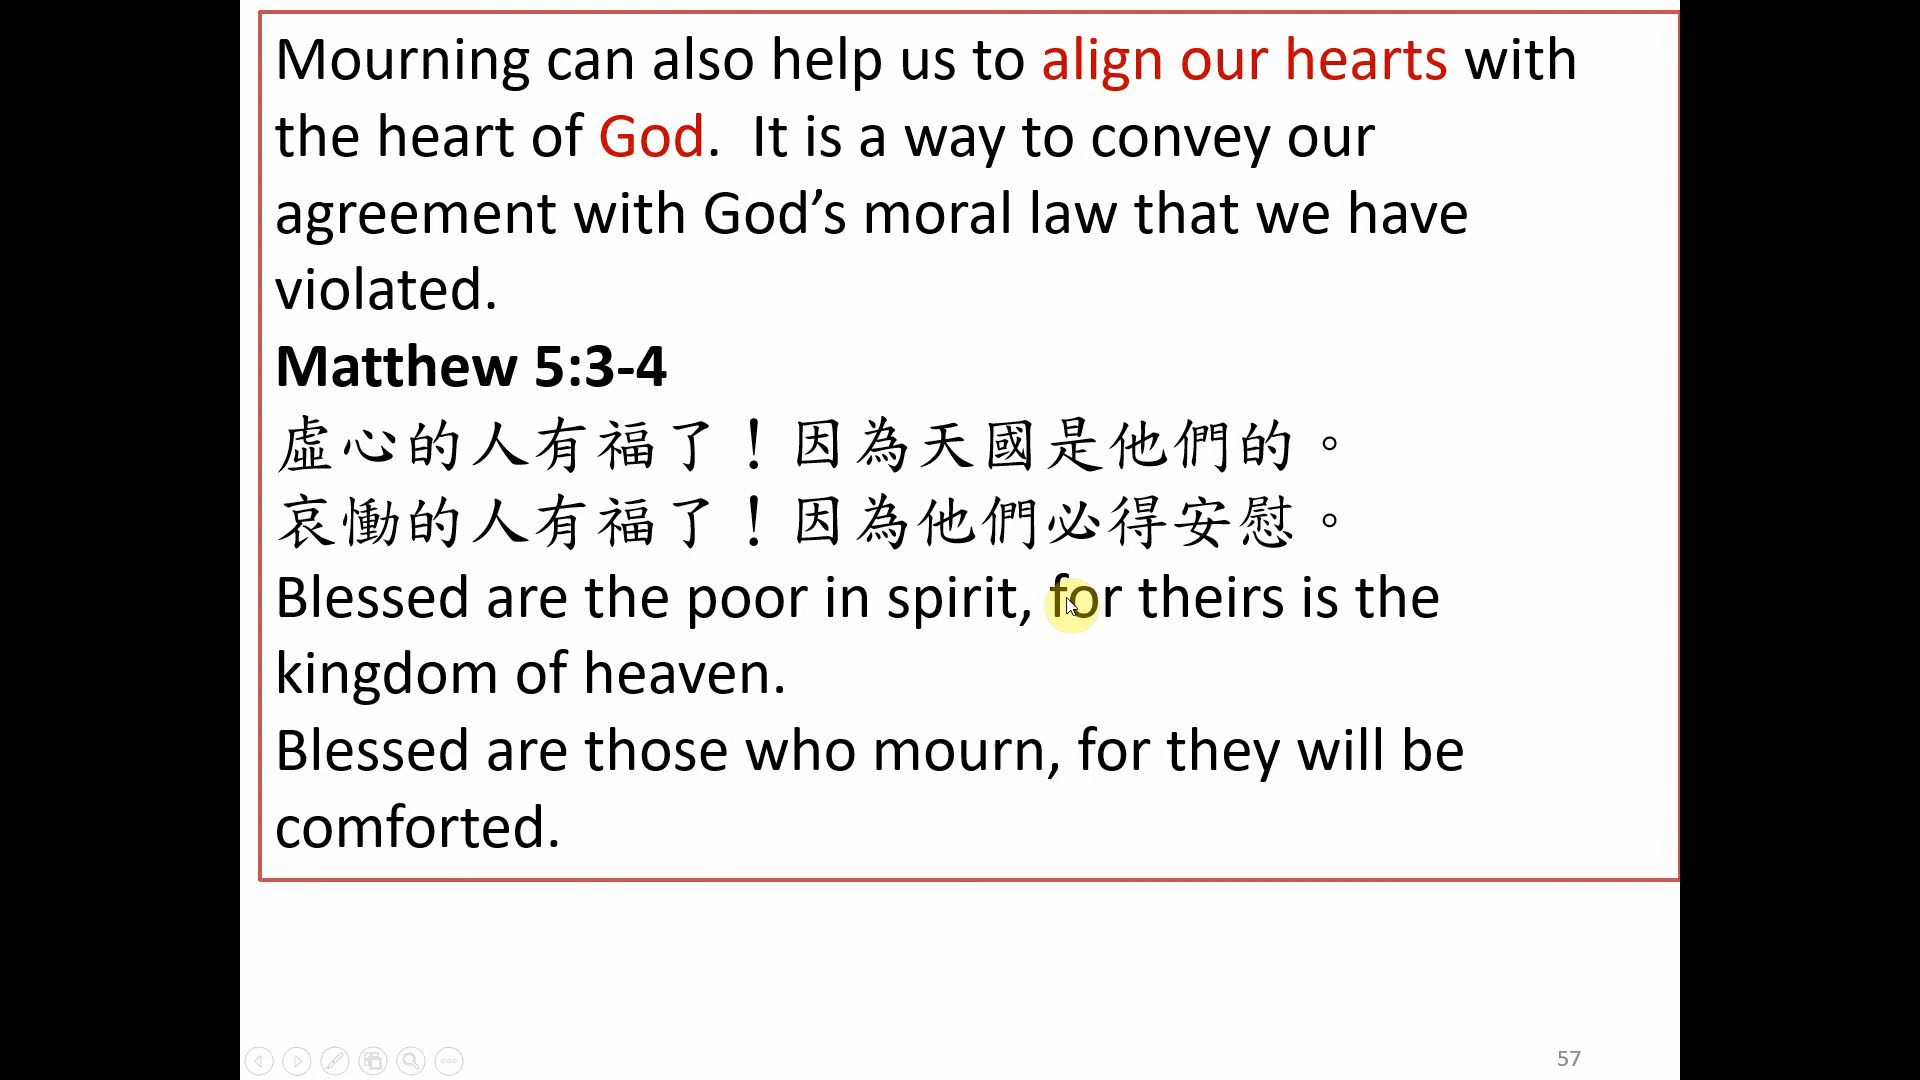 Mourning can also help us to align our hearts with
the heart of God.  It is a way to convey our
agreement with God’s moral law that we have
violated.
Matthew 5:3-4
虛心的人有福了！因為天國是他們的。
哀慟的人有福了！因為他們必得安慰。
Blessed are the poor in spirit, for theirs is the
kingdom of heaven.
Blessed are those who mourn, for they will be
comforted.
57